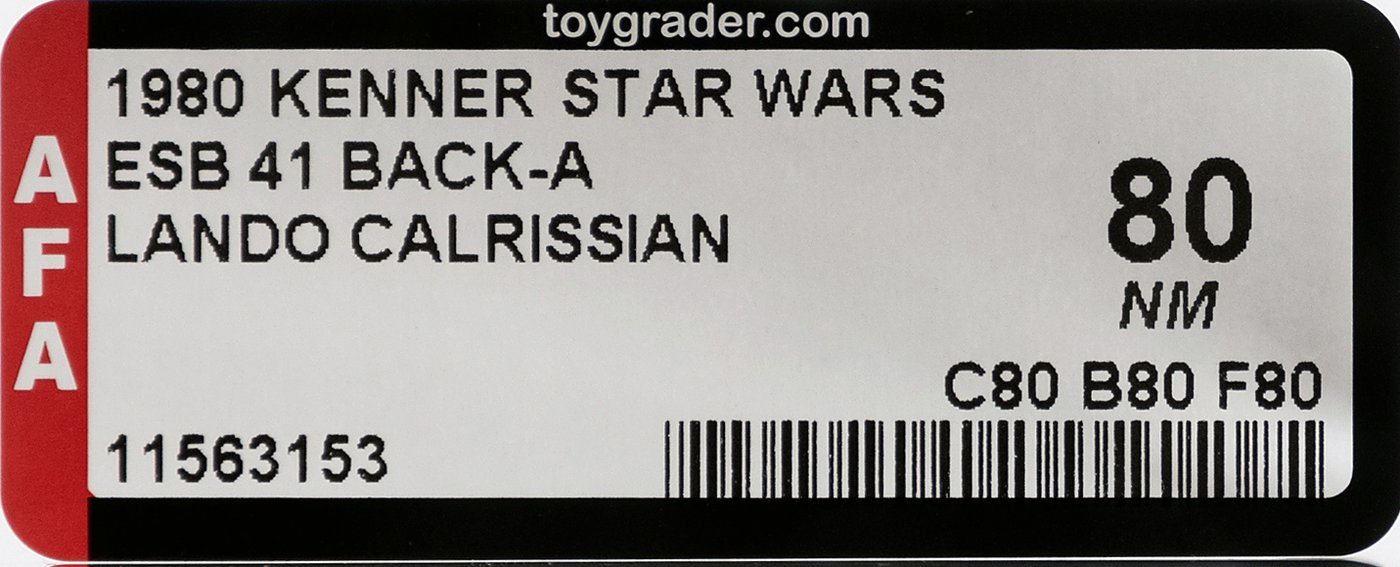 toygrader.com
AFA
1980 KENNER STAR WARS
ESB 41 BACK-A
LANDO CALRISSIAN
80
NM
C80 B80 F80
11563153